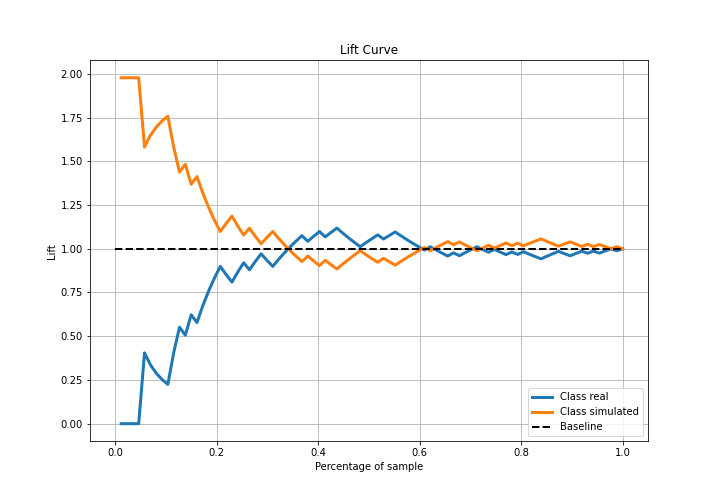 Lift Curve
2.00
1.75
1.50
1.25
1.00
0.75
0.50
0.25
0.00
Lift
0.0 0.2 0.4 0.6 0.8 1.0
Percentage of sample
Class real
Class simulated
Baseline